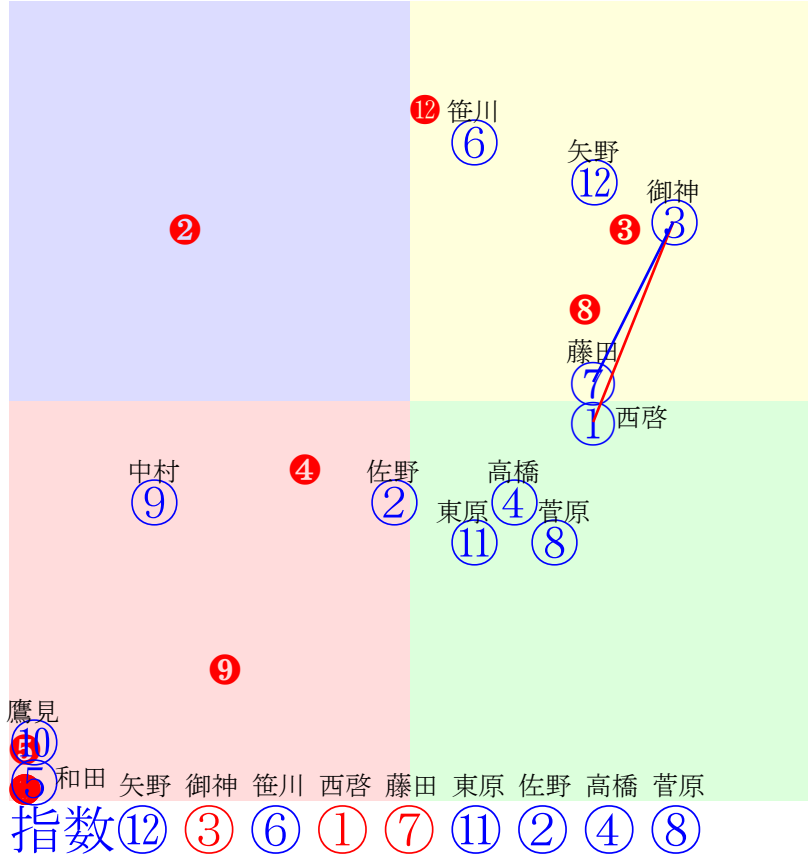 ⓬ 笹川
⑥
矢野
⑫
御神
❷ ❸ ③
❽
藤田
⑦
① 西啓
中村 ❹ 佐野 高橋
⑨ ② ④
東原 菅原
⑪ ⑧
❾
鷹見
❺ ⑩
⑤ 和田
矢野 御神 笹川 西啓 藤田 東原 佐野 高橋 菅原
指数 ⑫ ③ ⑥ ① ⑦ ⑪ ② ④ ⑧